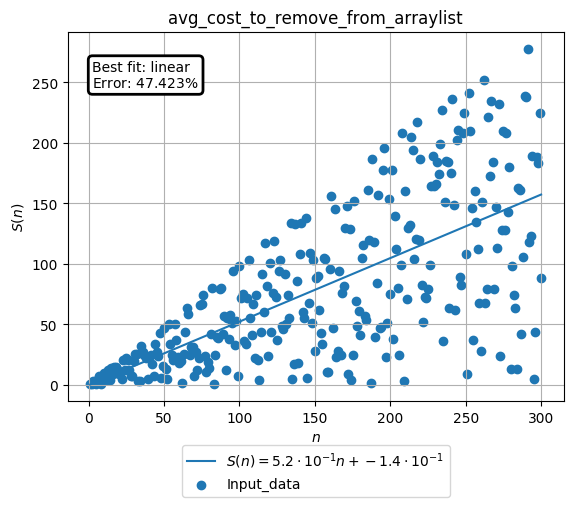 avg_cost_to_remove_from_arraylist
Best fit: linear
Error: 47.423%
S(n)
250
200
150
100
50
0
0 50 100 150 200 250 300
n
S(n) = 5.2 · 10⁻¹n + −1.4 · 10⁻¹
Input_data